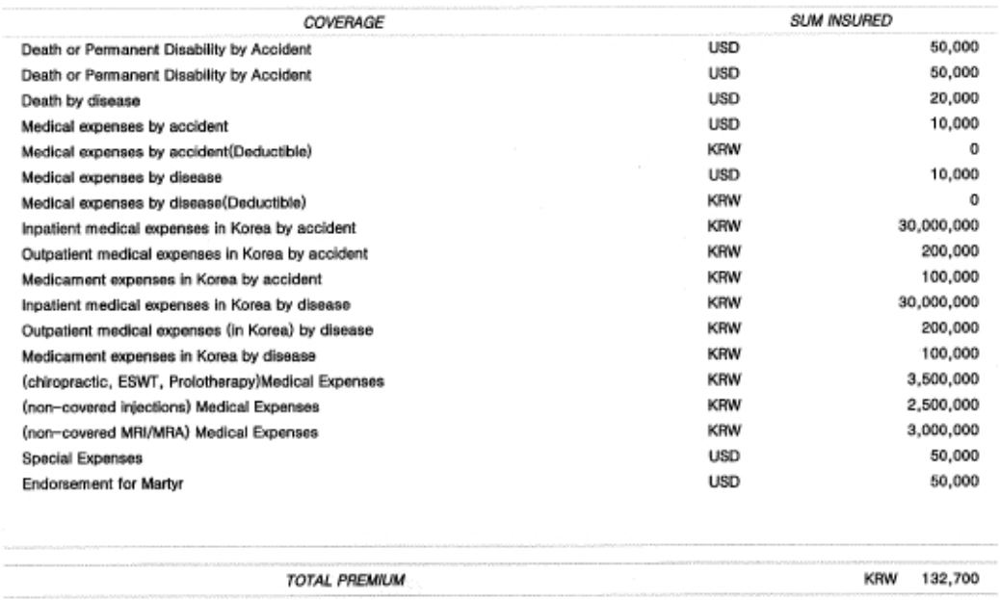 COVERAGE SUM INSURED
Death or Permanent Disability by Accident USD 50,000
Death or Permanent Disability by Accident USD 50,000
Death by disease USD 20,000
Medical expenses by accident USD 10,000
Medical expenses by accident(Deductible) KRW 0
Medical expenses by disease USD 10,000
Medical expenses by disease(Deductible) KRW 0
Inpatient medical expenses in Korea by accident KRW 30,000,000
Outpatient medical expenses in Korea by accident KRW 200,000
Medicament expenses in Korea by accident KRW 100,000
Inpatient medical expenses in Korea by disease KRW 30,000,000
Outpatient medical expenses (in Korea) by disease KRW 200,000
Medicament expenses in Korea by disease KRW 100,000
(chiropractic, ESWT, Prolotherapy)Medical Expenses KRW 3,500,000
(non-covered injections) Medical Expenses KRW 2,500,000
(non-covered MRI/MRA) Medical Expenses KRW 3,000,000
Special Expenses USD 50,000
Endorsement for Martyr USD 50,000
TOTAL PREMIUM KRW 132,700